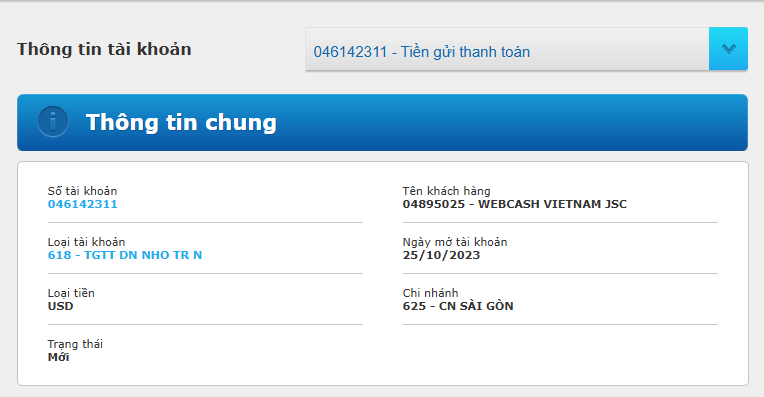 Thông tin tài khoản
046142311 - Tiền gửi thanh toán
Thông tin chung
Số tài khoản
046142311
Tên khách hàng
04895025 - WEBCASH VIETNAM JSC
Loại tài khoản
618 - TGTT DN NHO TR N
Ngày mở tài khoản
25/10/2023
Loại tiền
USD
Chi nhánh
625 - CN SÀI GÒN
Trạng thái
Mới